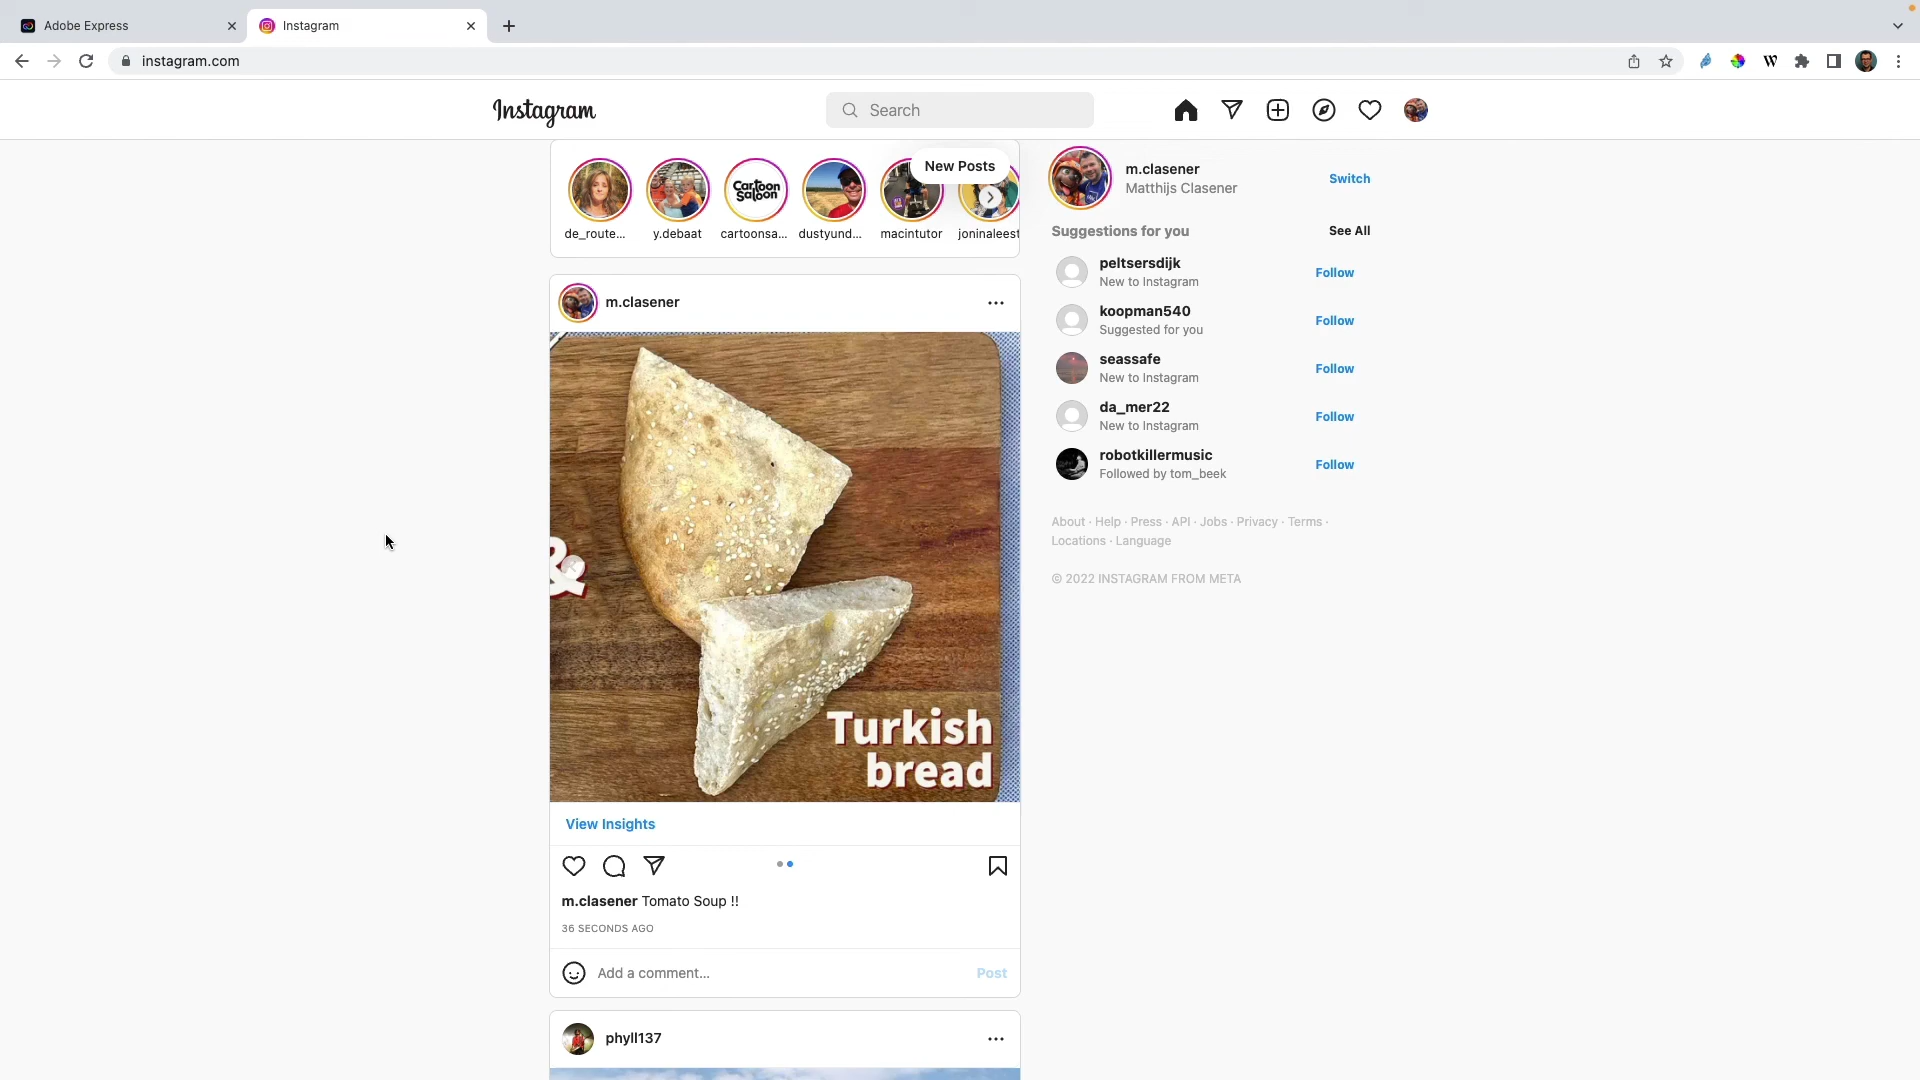 Adobe Express
Instagram
instagram.com
Instagram
Search
New Posts
Cartoon
Saloon
de_route...
y.debaat
cartoonsa...
dustyund...
macintutor
joninaleest
m.clasener
Matthijs Clasener
Switch
Suggestions for you
See All
peltsersdijk
New to Instagram
Follow
koopman540
Suggested for you
Follow
seassafe
New to Instagram
Follow
da_mer22
New to Instagram
Follow
robotkillermusic
Followed by tom_beek
Follow
About · Help · Press · API · Jobs · Privacy · Terms ·
Locations · Language
© 2022 INSTAGRAM FROM META
m.clasener
&
Turkish
bread
View Insights
m.clasener Tomato Soup !!
36 SECONDS AGO
Add a comment...
Post
phyll137